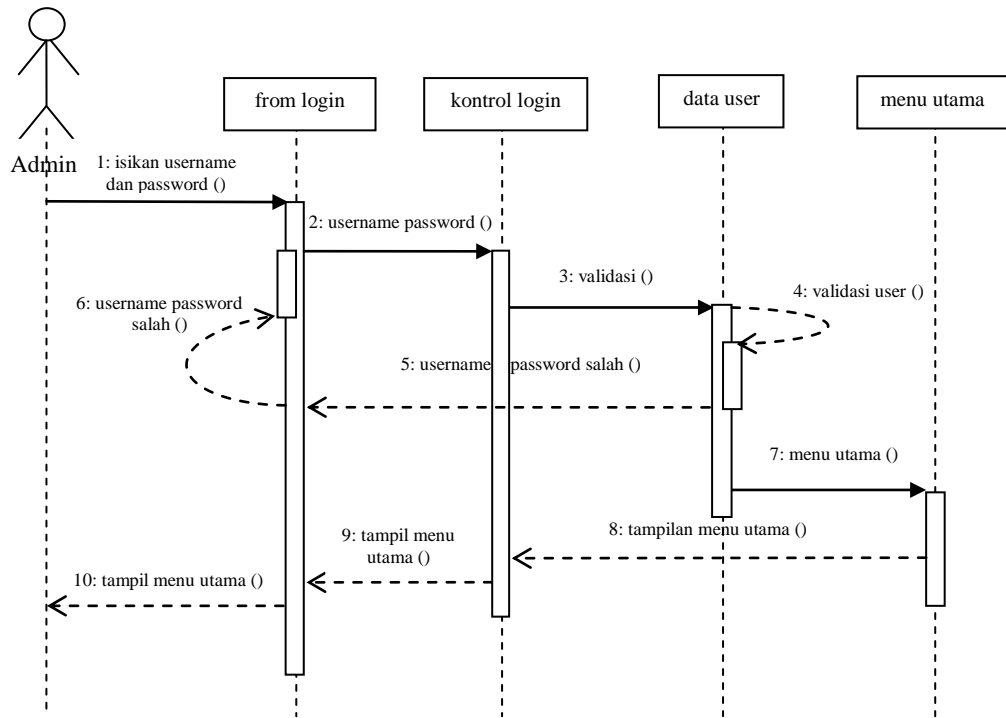 from login
kontrol login
data user
menu utama
Admin
1: isikan username
dan password ()
2: username password ()
3: validasi ()
4: validasi user ()
6: username password
salah ()
5: username password salah ()
7: menu utama ()
8: tampilan menu utama ()
9: tampil menu
utama ()
10: tampil menu utama ()